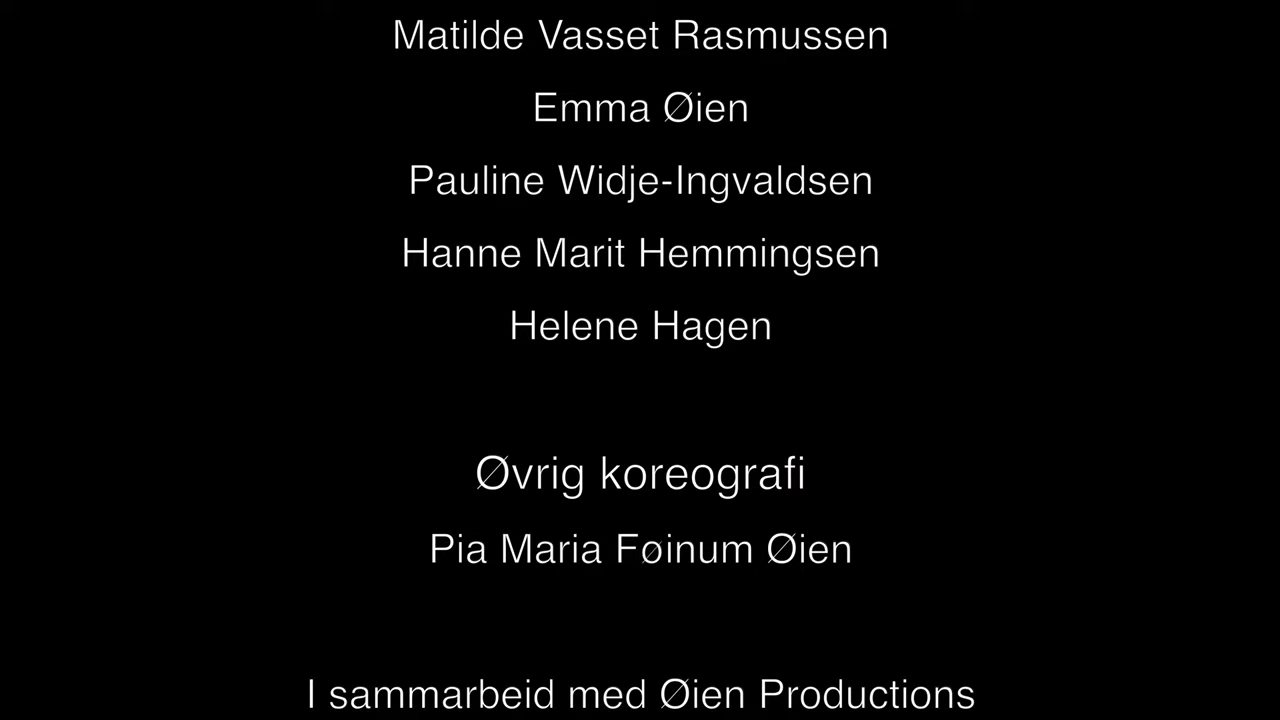 Matilde Vasset Rasmussen
Emma Øien
Pauline Widje-Ingvaldsen
Hanne Marit Hemmingsen
Helene Hagen
Øvrig koreografi
Pia Maria Føinum Øien
I sammarbeid med Øien Productions